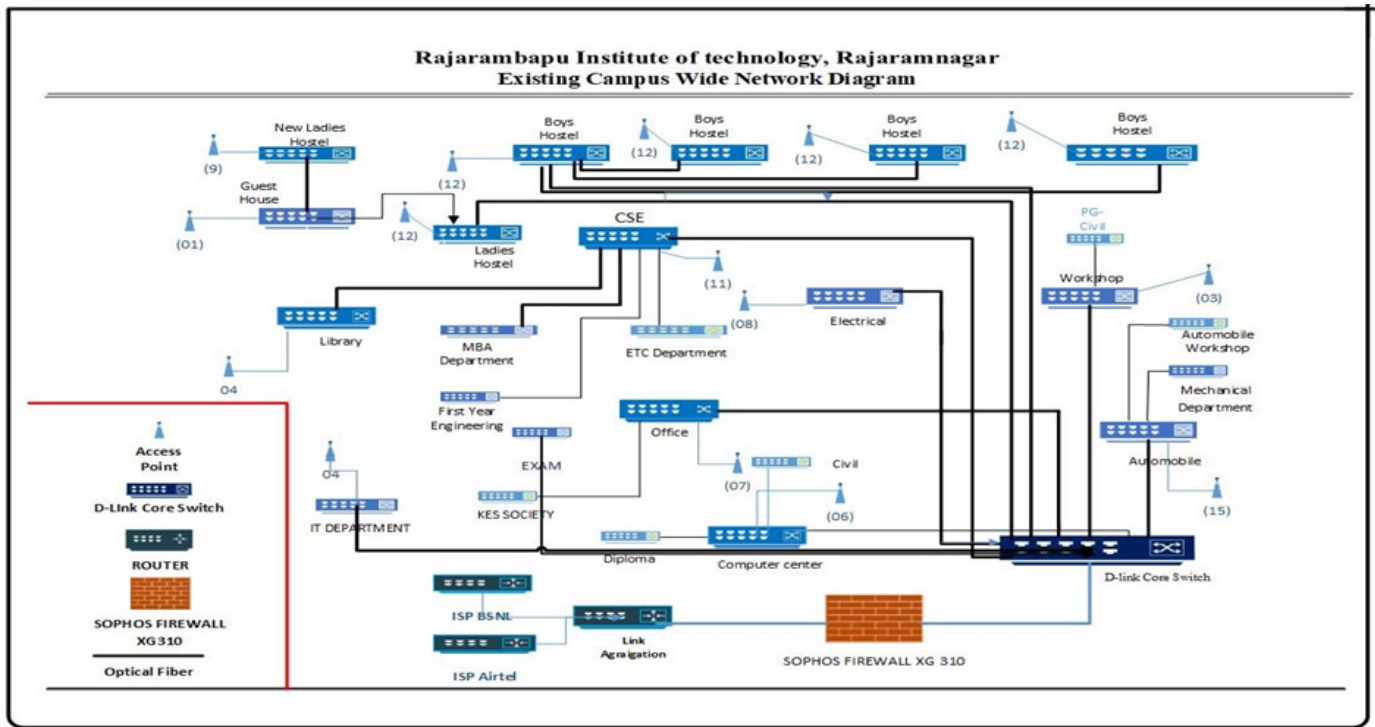 Rajarambapu Institute of technology, Rajaramnagar
Existing Campus Wide Network Diagram
New Ladies
Hostel
(9)
Guest
House
(01)
Boys
Hostel
(12)
Boys
Hostel
(12)
Boys
Hostel
(12)
Boys
Hostel
(12)
(12)
Ladies
Hostel
CSE
(11)
PG-
Civil
Workshop
(03)
Library
04
MBA
Department
ETC Department
(08)
Electrical
Automobile
Workshop
Mechanical
Department
First Year
Engineering
Office
(07)
EXAM
Automobile
(15)
04
IT DEPARTMENT
KES SOCIETY
Civil
(06)
Diploma
Computer center
D-link Core Switch
ISP BSNL
ISP Airtel
Link
Agraigation
SOPHOS FIREWALL XG 310
Access
Point
D-LInk Core Switch
ROUTER
SOPHOS FIREWALL
XG310
Optical Fiber